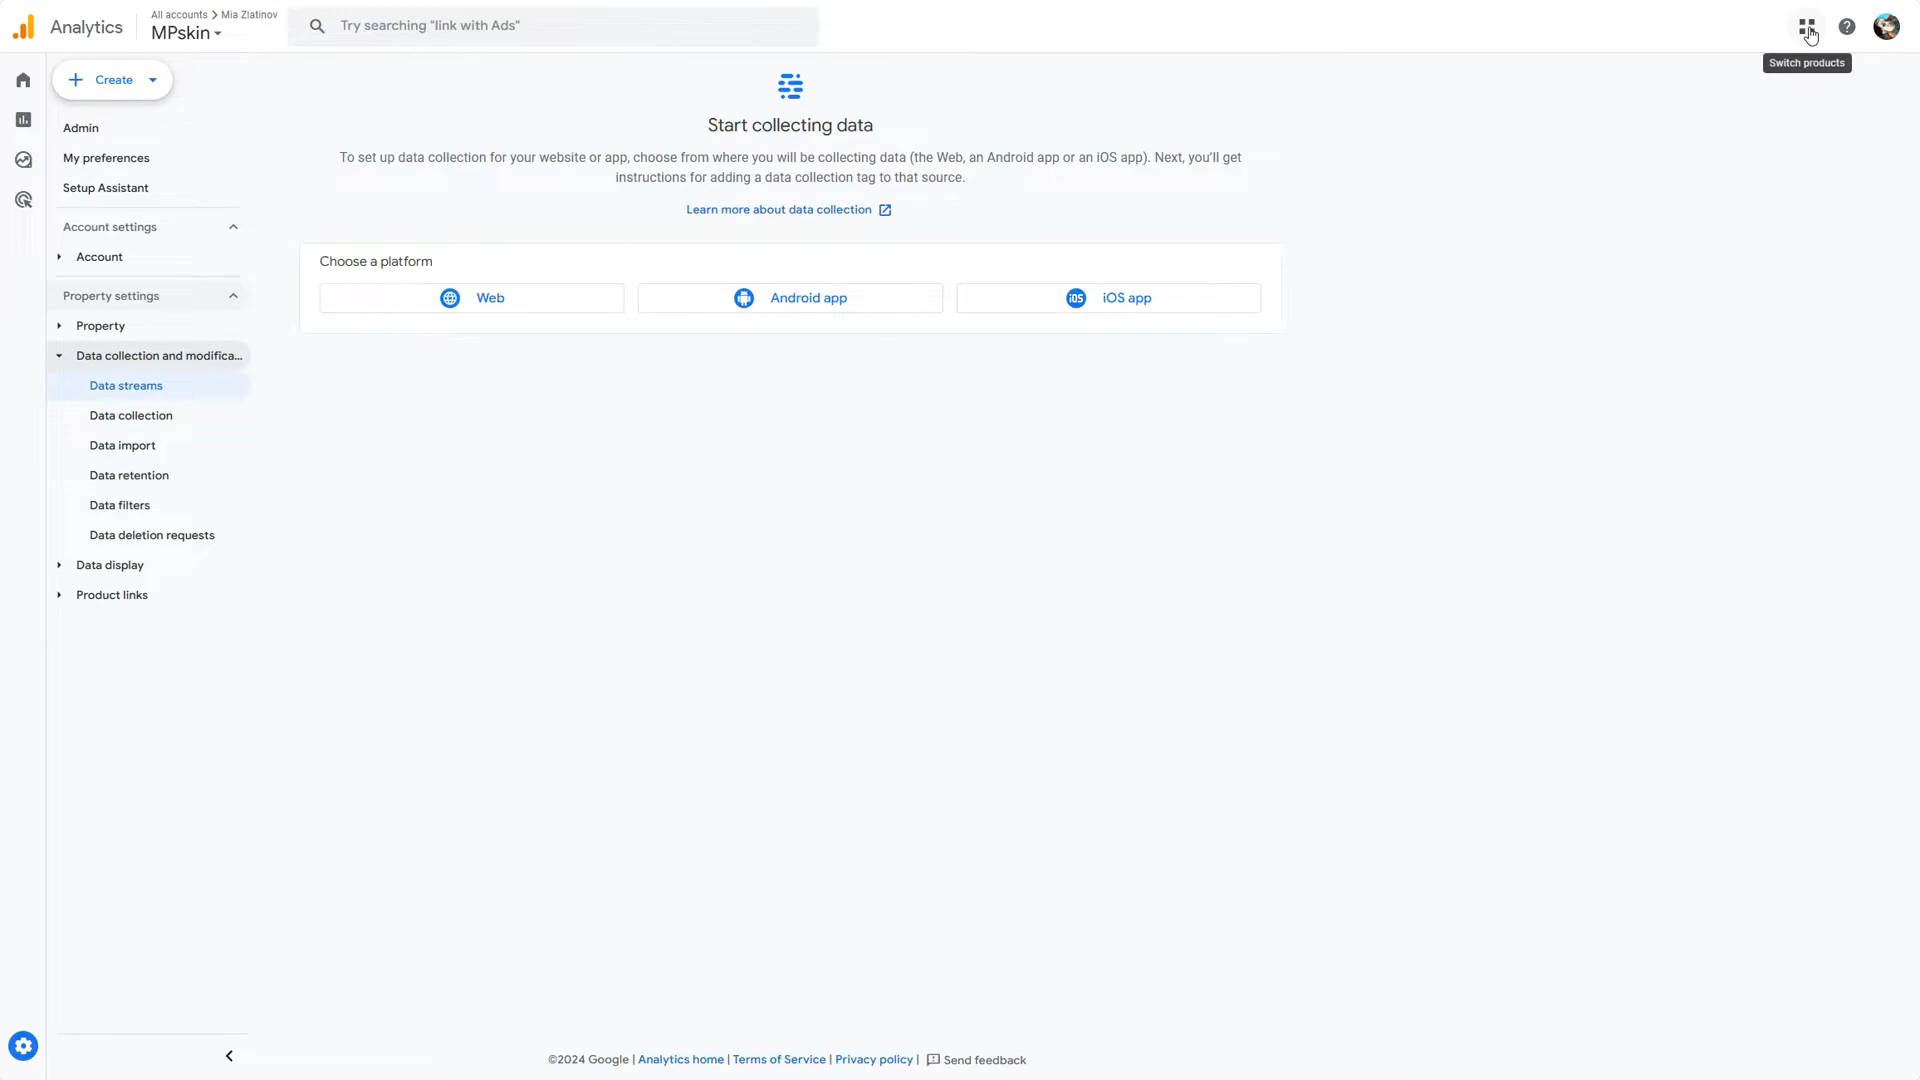 Analytics
All accounts > Mia Zlatinov
MPskin
Try searching "link with Ads"
Switch products
Create
Admin
My preferences
Setup Assistant
Account settings
Account
Property settings
Property
Data collection and modifica...
Data streams
Data collection
Data import
Data retention
Data filters
Data deletion requests
Data display
Product links
Start collecting data
To set up data collection for your website or app, choose from where you will be collecting data (the Web, an Android app or an iOS app). Next, you'll get
instructions for adding a data collection tag to that source.
Learn more about data collection
Choose a platform
Web
Android app
iOS iOS app
©2024 Google | Analytics home | Terms of Service | Privacy policy | Send feedback